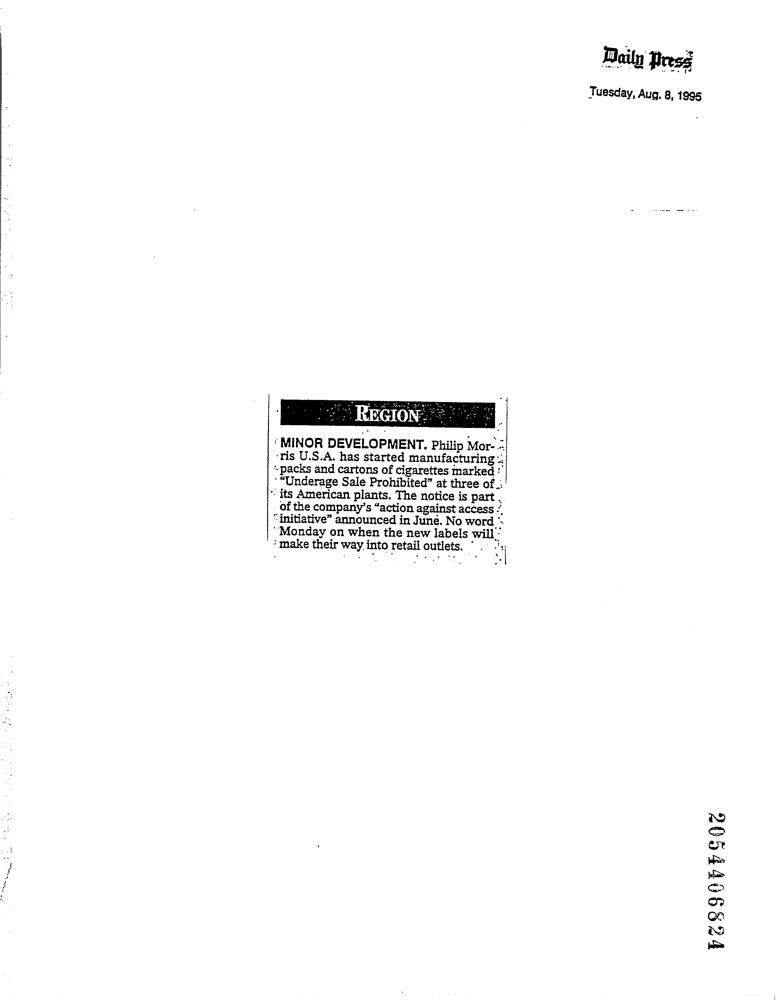 Daily Press
Tuesday, Aug. 8, 1995
REGION
MINOR DEVELOPMENT. Philip Mor-
ris U.S.A. has started manufacturing
packs and cartons of cigarettes marked
“Underage Sale Prohibited” at three of
its American plants. The notice is part
of the company’s “action against access
initiative” announced in June. No word
Monday on when the new labels will
make their way into retail outlets.
2054406824